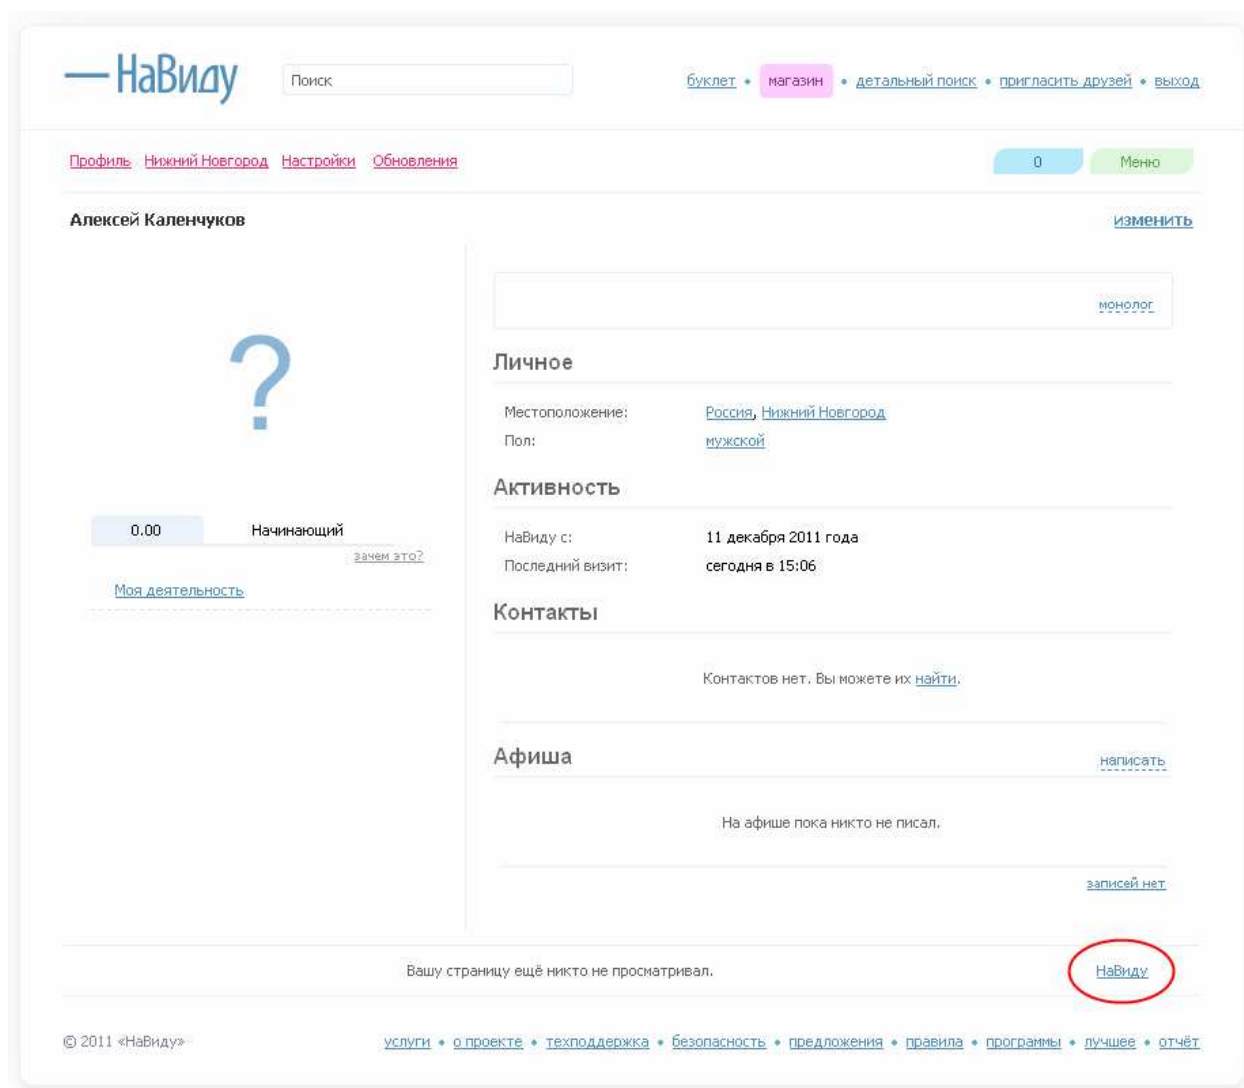 — НаВиду
Поиск
буклет • магазин • детальный поиск • пригласить друзей • выход
Профиль Нижний Новгород Настройки Обновления
0 Меню
Алексей Каленчуков
изменить
монолог
?
Личное
Местоположение: Россия, Нижний Новгород
Пол: мужской
Активность
0.00 Начинающий
зачем это?
Моя деятельность
НаВиду с: 11 декабря 2011 года
Последний визит: сегодня в 15:06
Контакты
Контактов нет. Вы можете их найти.
Афиша
написать
На афише пока никто не писал.
записей нет
Вашу страницу ещё никто не просматривал.
НаВиду
© 2011 «НаВиду»
услуги • о проекте • техподдержка • безопасность • предложения • правила • программы • лучшее • отчёт